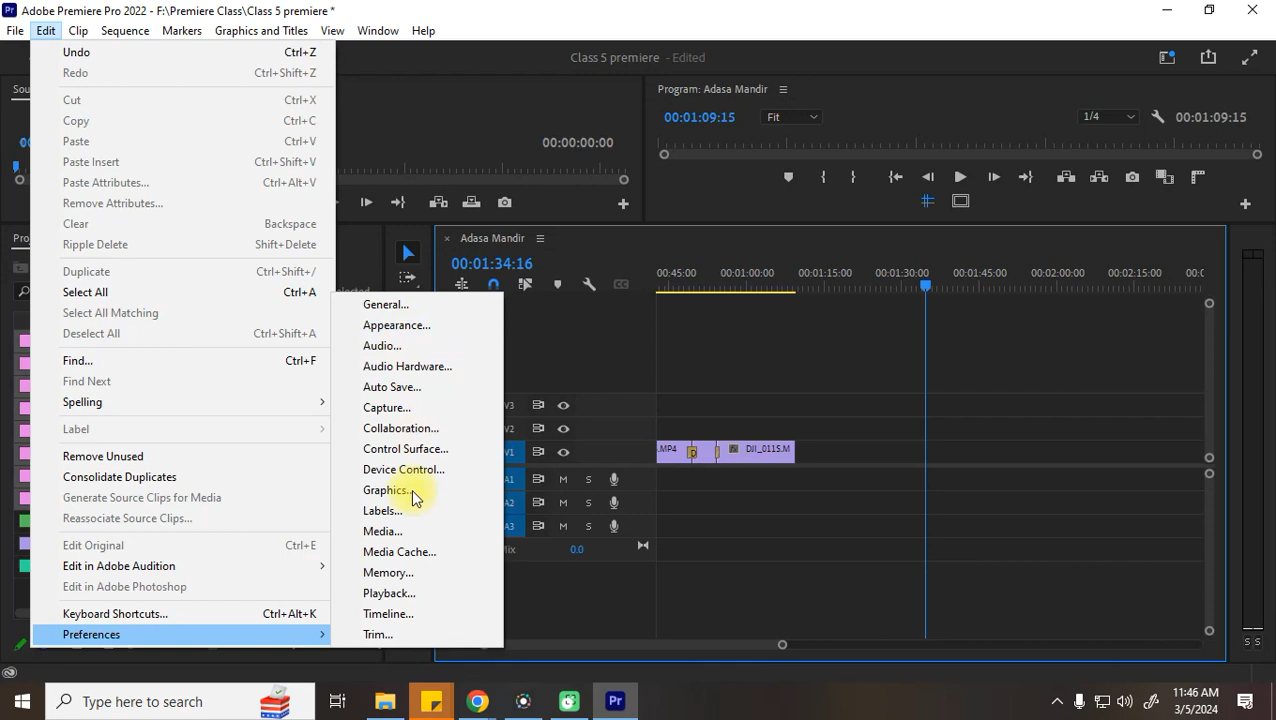 Pr Adobe Premiere Pro 2022 - F:\Premiere Class\Class 5 premiere *
File Edit Clip Sequence Markers Graphics and Titles View Window Help
Class 5 premiere - Edited
Undo Ctrl+Z
Redo Ctrl+Shift+Z
Cut Ctrl+X
Copy Ctrl+C
Paste Ctrl+V
Paste Insert Ctrl+Shift+V
Paste Attributes... Ctrl+Alt+V
Remove Attributes...
Clear Backspace
Ripple Delete Shift+Delete
Duplicate Ctrl+Shift+/
Select All Ctrl+A
Select All Matching
Deselect All Ctrl+Shift+A
Find... Ctrl+F
Find Next
Spelling
Label
Remove Unused
Consolidate Duplicates
Generate Source Clips for Media
Reassociate Source Clips...
Edit Original Ctrl+E
Edit in Adobe Audition
Edit in Adobe Photoshop
Keyboard Shortcuts... Ctrl+Alt+K
Preferences
General...
Appearance...
Audio...
Audio Hardware...
Auto Save...
Capture...
Collaboration...
Control Surface...
Device Control...
Graphics...
Labels...
Media...
Media Cache...
Memory...
Playback...
Timeline...
Trim...
00:00:00:00
Program: Adasa Mandir
00:01:09:15 Fit 1/4 00:01:09:15
× Adasa Mandir
00:01:34:16
00:45:00 00:01:00:00 00:01:15:00 00:01:30:00 00:01:45:00 00:02:00:00 00:02:15:00
V3
V2
V1 .MP4 DJI_0115.M
A1 M S
A2 M S
A3 M S
0.0
S S
Type here to search
Pr
11:46 AM
3/5/2024